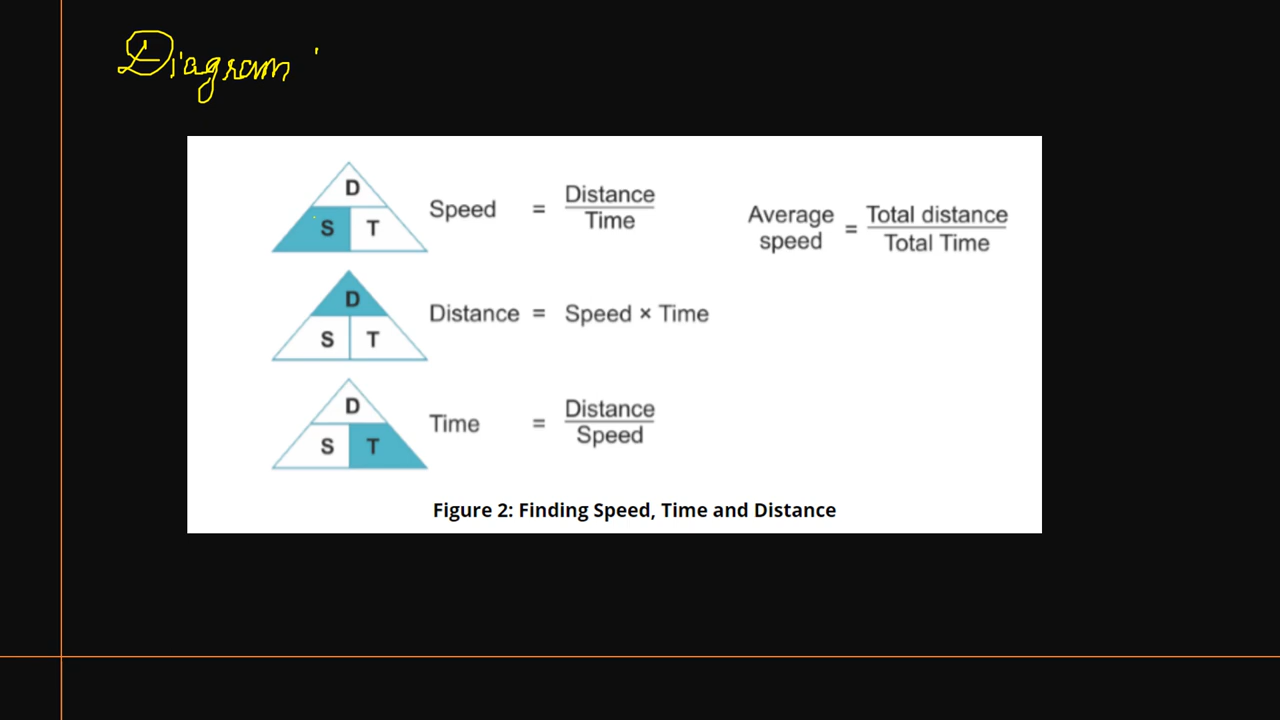 Diagram
D
S T
Speed = Distance / Time
Average speed = Total distance / Total Time
D
S T
Distance = Speed × Time
D
S T
Time = Distance / Speed
Figure 2: Finding Speed, Time and Distance